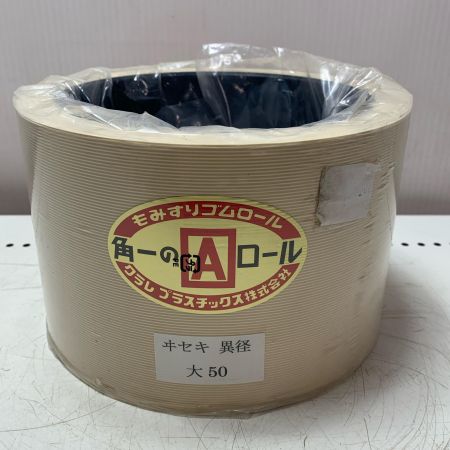 もみすりゴムロール
角一のAロール
クラレプラスチックス株式会社
ヰセキ 異径
大 50